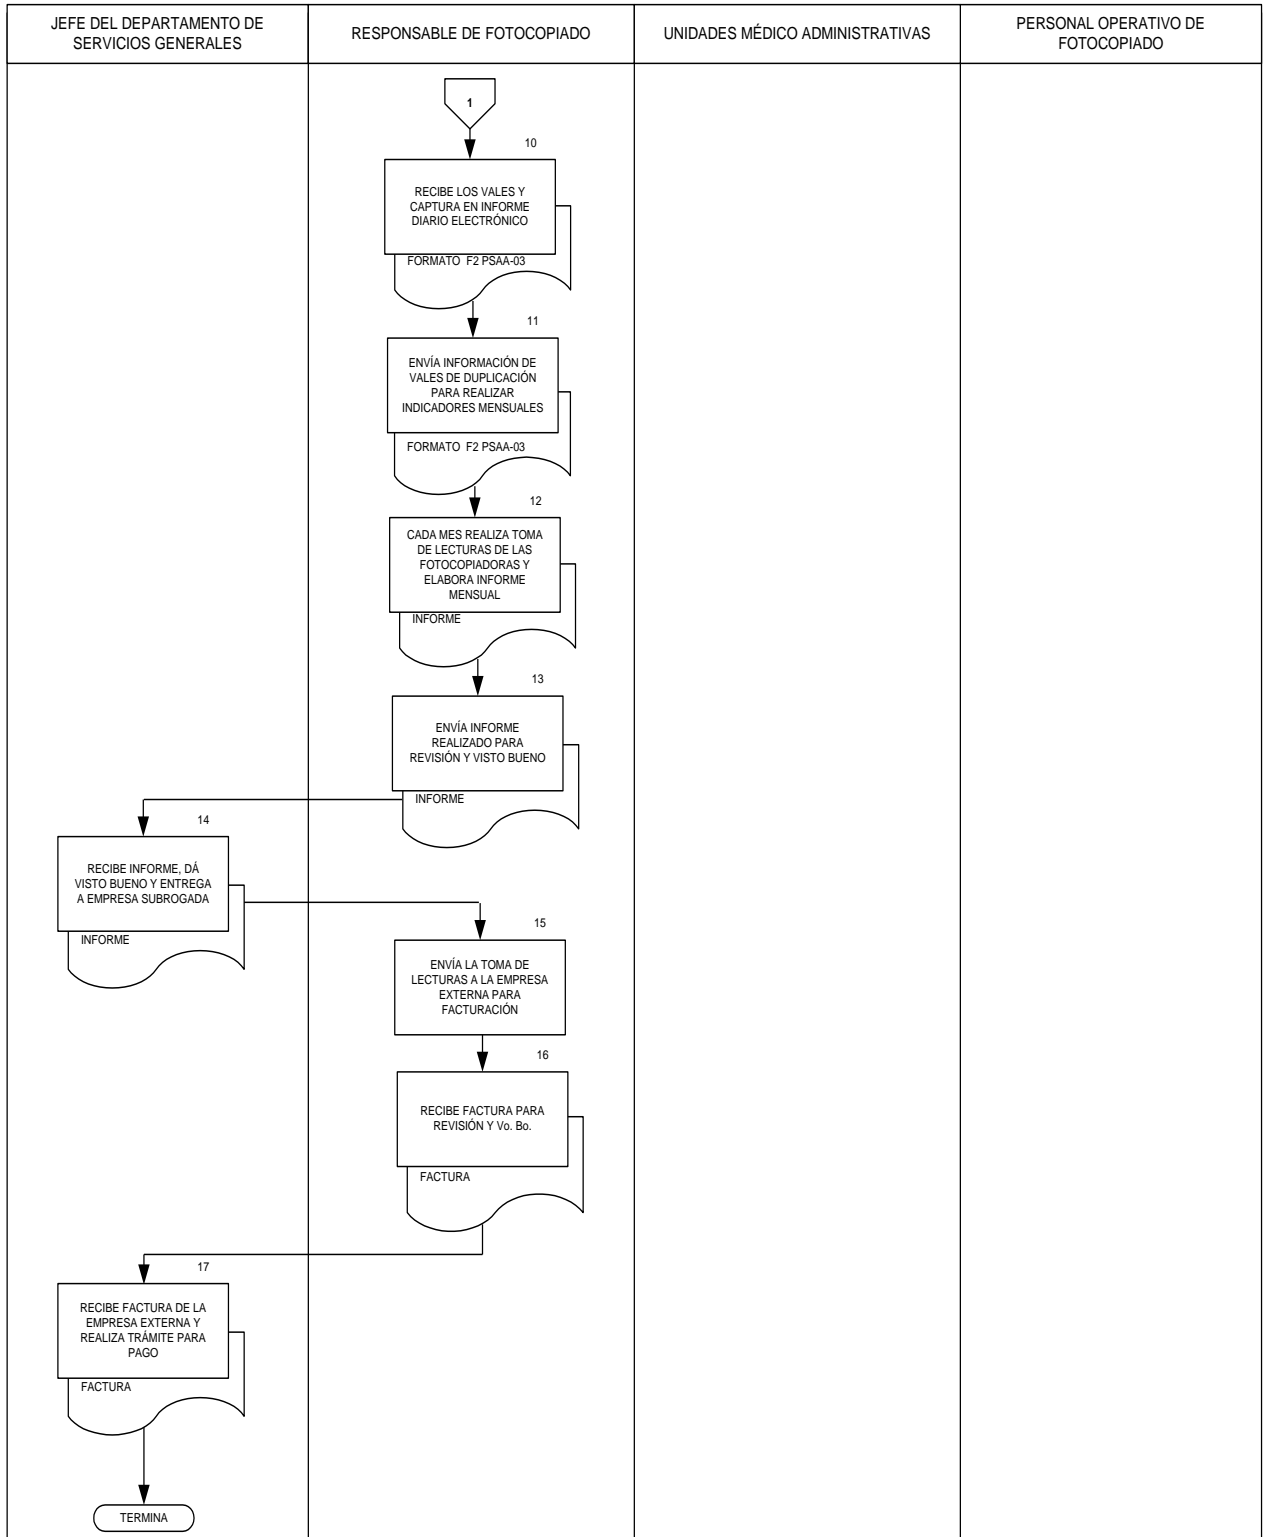 JEFE DEL DEPARTAMENTO DE
SERVICIOS GENERALES
RESPONSABLE DE FOTOCOPIADO
UNIDADES MÉDICO ADMINISTRATIVAS
PERSONAL OPERATIVO DE
FOTOCOPIADO
1
10
RECIBE LOS VALES Y
CAPTURA EN INFORME
DIARIO ELECTRÓNICO
FORMATO F2 PSAA-03
11
ENVÍA INFORMACIÓN DE
VALES DE DUPLICACIÓN
PARA REALIZAR
INDICADORES MENSUALES
FORMATO F2 PSAA-03
12
CADA MES REALIZA TOMA
DE LECTURAS DE LAS
FOTOCOPIADORAS Y
ELABORA INFORME
MENSUAL
INFORME
13
ENVÍA INFORME
REALIZADO PARA
REVISIÓN Y VISTO BUENO
INFORME
14
RECIBE INFORME, DÁ
VISTO BUENO Y ENTREGA
A EMPRESA SUBROGADA
INFORME
15
ENVÍA LA TOMA DE
LECTURAS A LA EMPRESA
EXTERNA PARA
FACTURACIÓN
16
RECIBE FACTURA PARA
REVISIÓN Y Vo. Bo.
FACTURA
17
RECIBE FACTURA DE LA
EMPRESA EXTERNA Y
REALIZA TRÁMITE PARA
PAGO
FACTURA
TERMINA